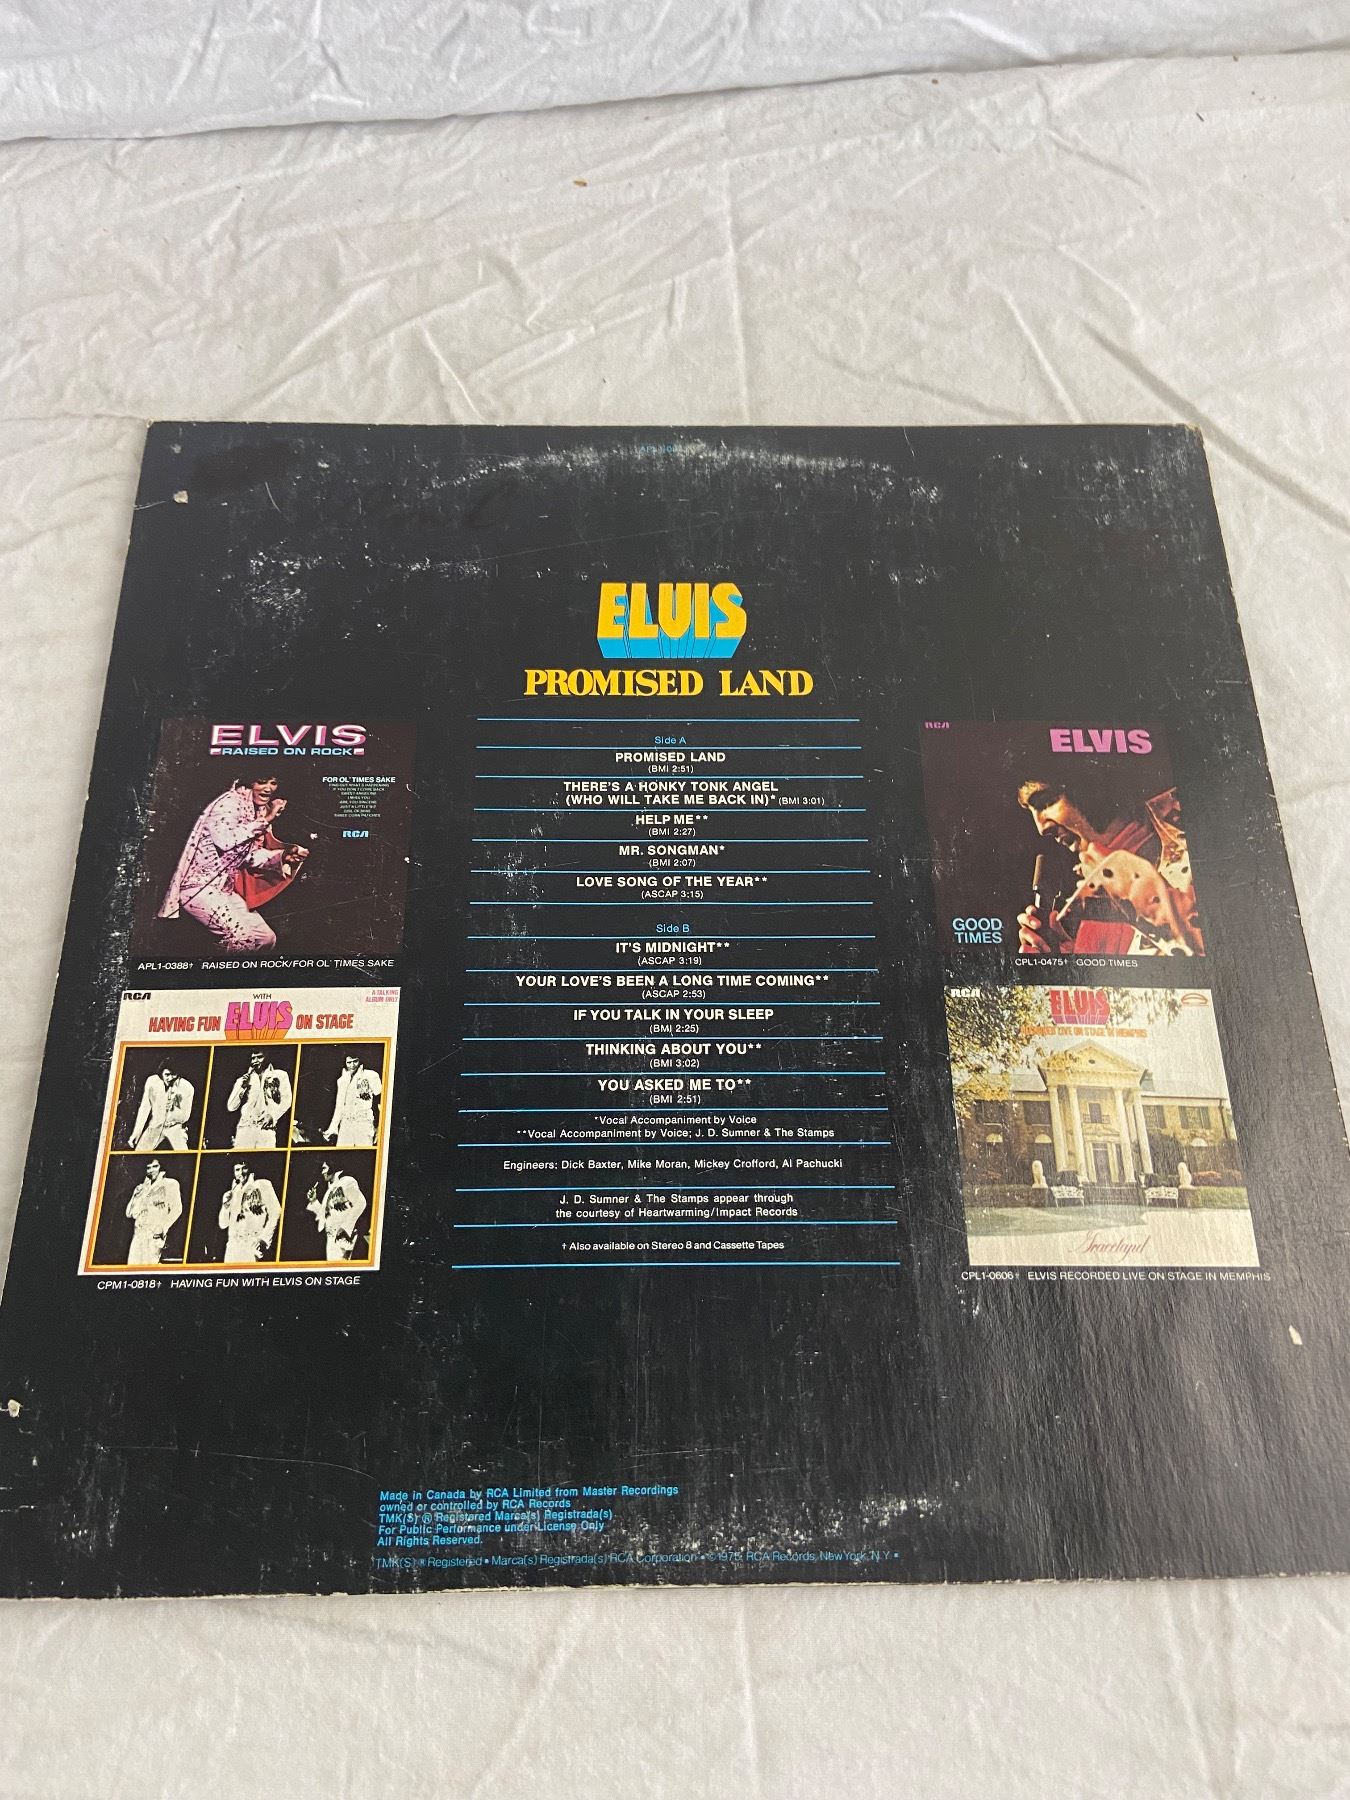 ELVIS
PROMISED LAND
ELVIS
RAISED ON ROCK
FOR OL' TIMES SAKE
RCA
APL1-0388† RAISED ON ROCK/FOR OL' TIMES SAKE
RCA
WITH
A TALKING
ALBUM ONLY
HAVING FUN ELVIS ON STAGE
CPM1-0818† HAVING FUN WITH ELVIS ON STAGE
Side A
PROMISED LAND
(BMI 2:51)
THERE'S A HONKY TONK ANGEL
(WHO WILL TAKE ME BACK IN)* (BMI 3:01)
HELP ME**
(BMI 2:27)
MR. SONGMAN*
(BMI 2:07)
LOVE SONG OF THE YEAR**
(ASCAP 3:15)
Side B
IT'S MIDNIGHT**
(ASCAP 3:19)
YOUR LOVE'S BEEN A LONG TIME COMING**
(ASCAP 2:53)
IF YOU TALK IN YOUR SLEEP
(BMI 2:25)
THINKING ABOUT YOU**
(BMI 3:02)
YOU ASKED ME TO**
(BMI 2:51)
*Vocal Accompaniment by Voice
**Vocal Accompaniment by Voice; J. D. Sumner & The Stamps
Engineers: Dick Baxter, Mike Moran, Mickey Crofford, Al Pachucki
J. D. Sumner & The Stamps appear through
the courtesy of Heartwarming/Impact Records
† Also available on Stereo 8 and Cassette Tapes
RCA
ELVIS
GOOD
TIMES
CPL1-0475† GOOD TIMES
RCA
ELVIS
RECORDED LIVE ON STAGE IN MEMPHIS
Graceland
CPL1-0606† ELVIS RECORDED LIVE ON STAGE IN MEMPHIS
Made in Canada by RCA Limited from Master Recordings
owned or controlled by RCA Records
TMK(S) ® Registered Marca(s) Registrada(s)
For Public Performance under License Only
All Rights Reserved.
TMK(S) ® Registered • Marca(s) Registrada(s) RCA Corporation • ©1975, RCA Records, New York, N.Y. •